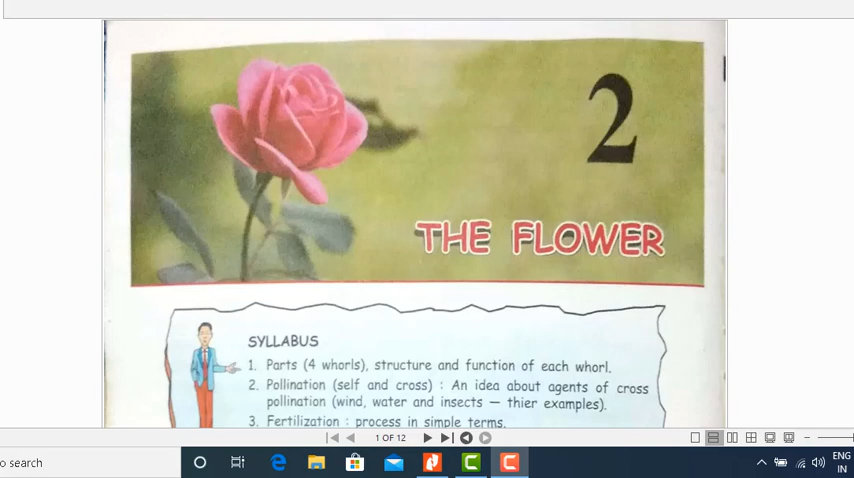 2
THE FLOWER
SYLLABUS
1. Parts (4 whorls), structure and function of each whorl.
2. Pollination (self and cross) : An idea about agents of cross
pollination (wind, water and insects — thier examples).
3. Fertilization : process in simple terms.
1 OF 12
o search
ENG
IN